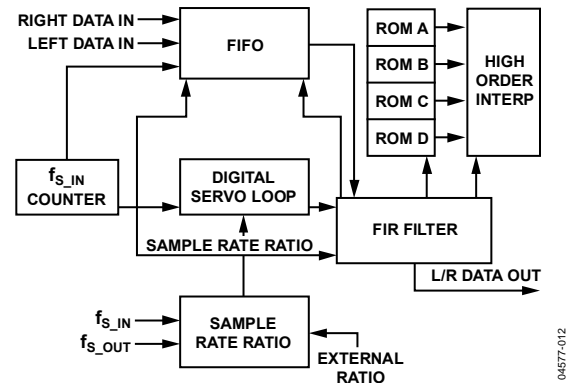 RIGHT DATA IN
LEFT DATA IN
FIFO
ROM A
ROM B
ROM C
ROM D
HIGH
ORDER
INTERP
fS_IN
COUNTER
DIGITAL
SERVO LOOP
FIR FILTER
SAMPLE RATE RATIO
L/R DATA OUT
fS_IN
fS_OUT
SAMPLE
RATE RATIO
EXTERNAL
RATIO
04577-012